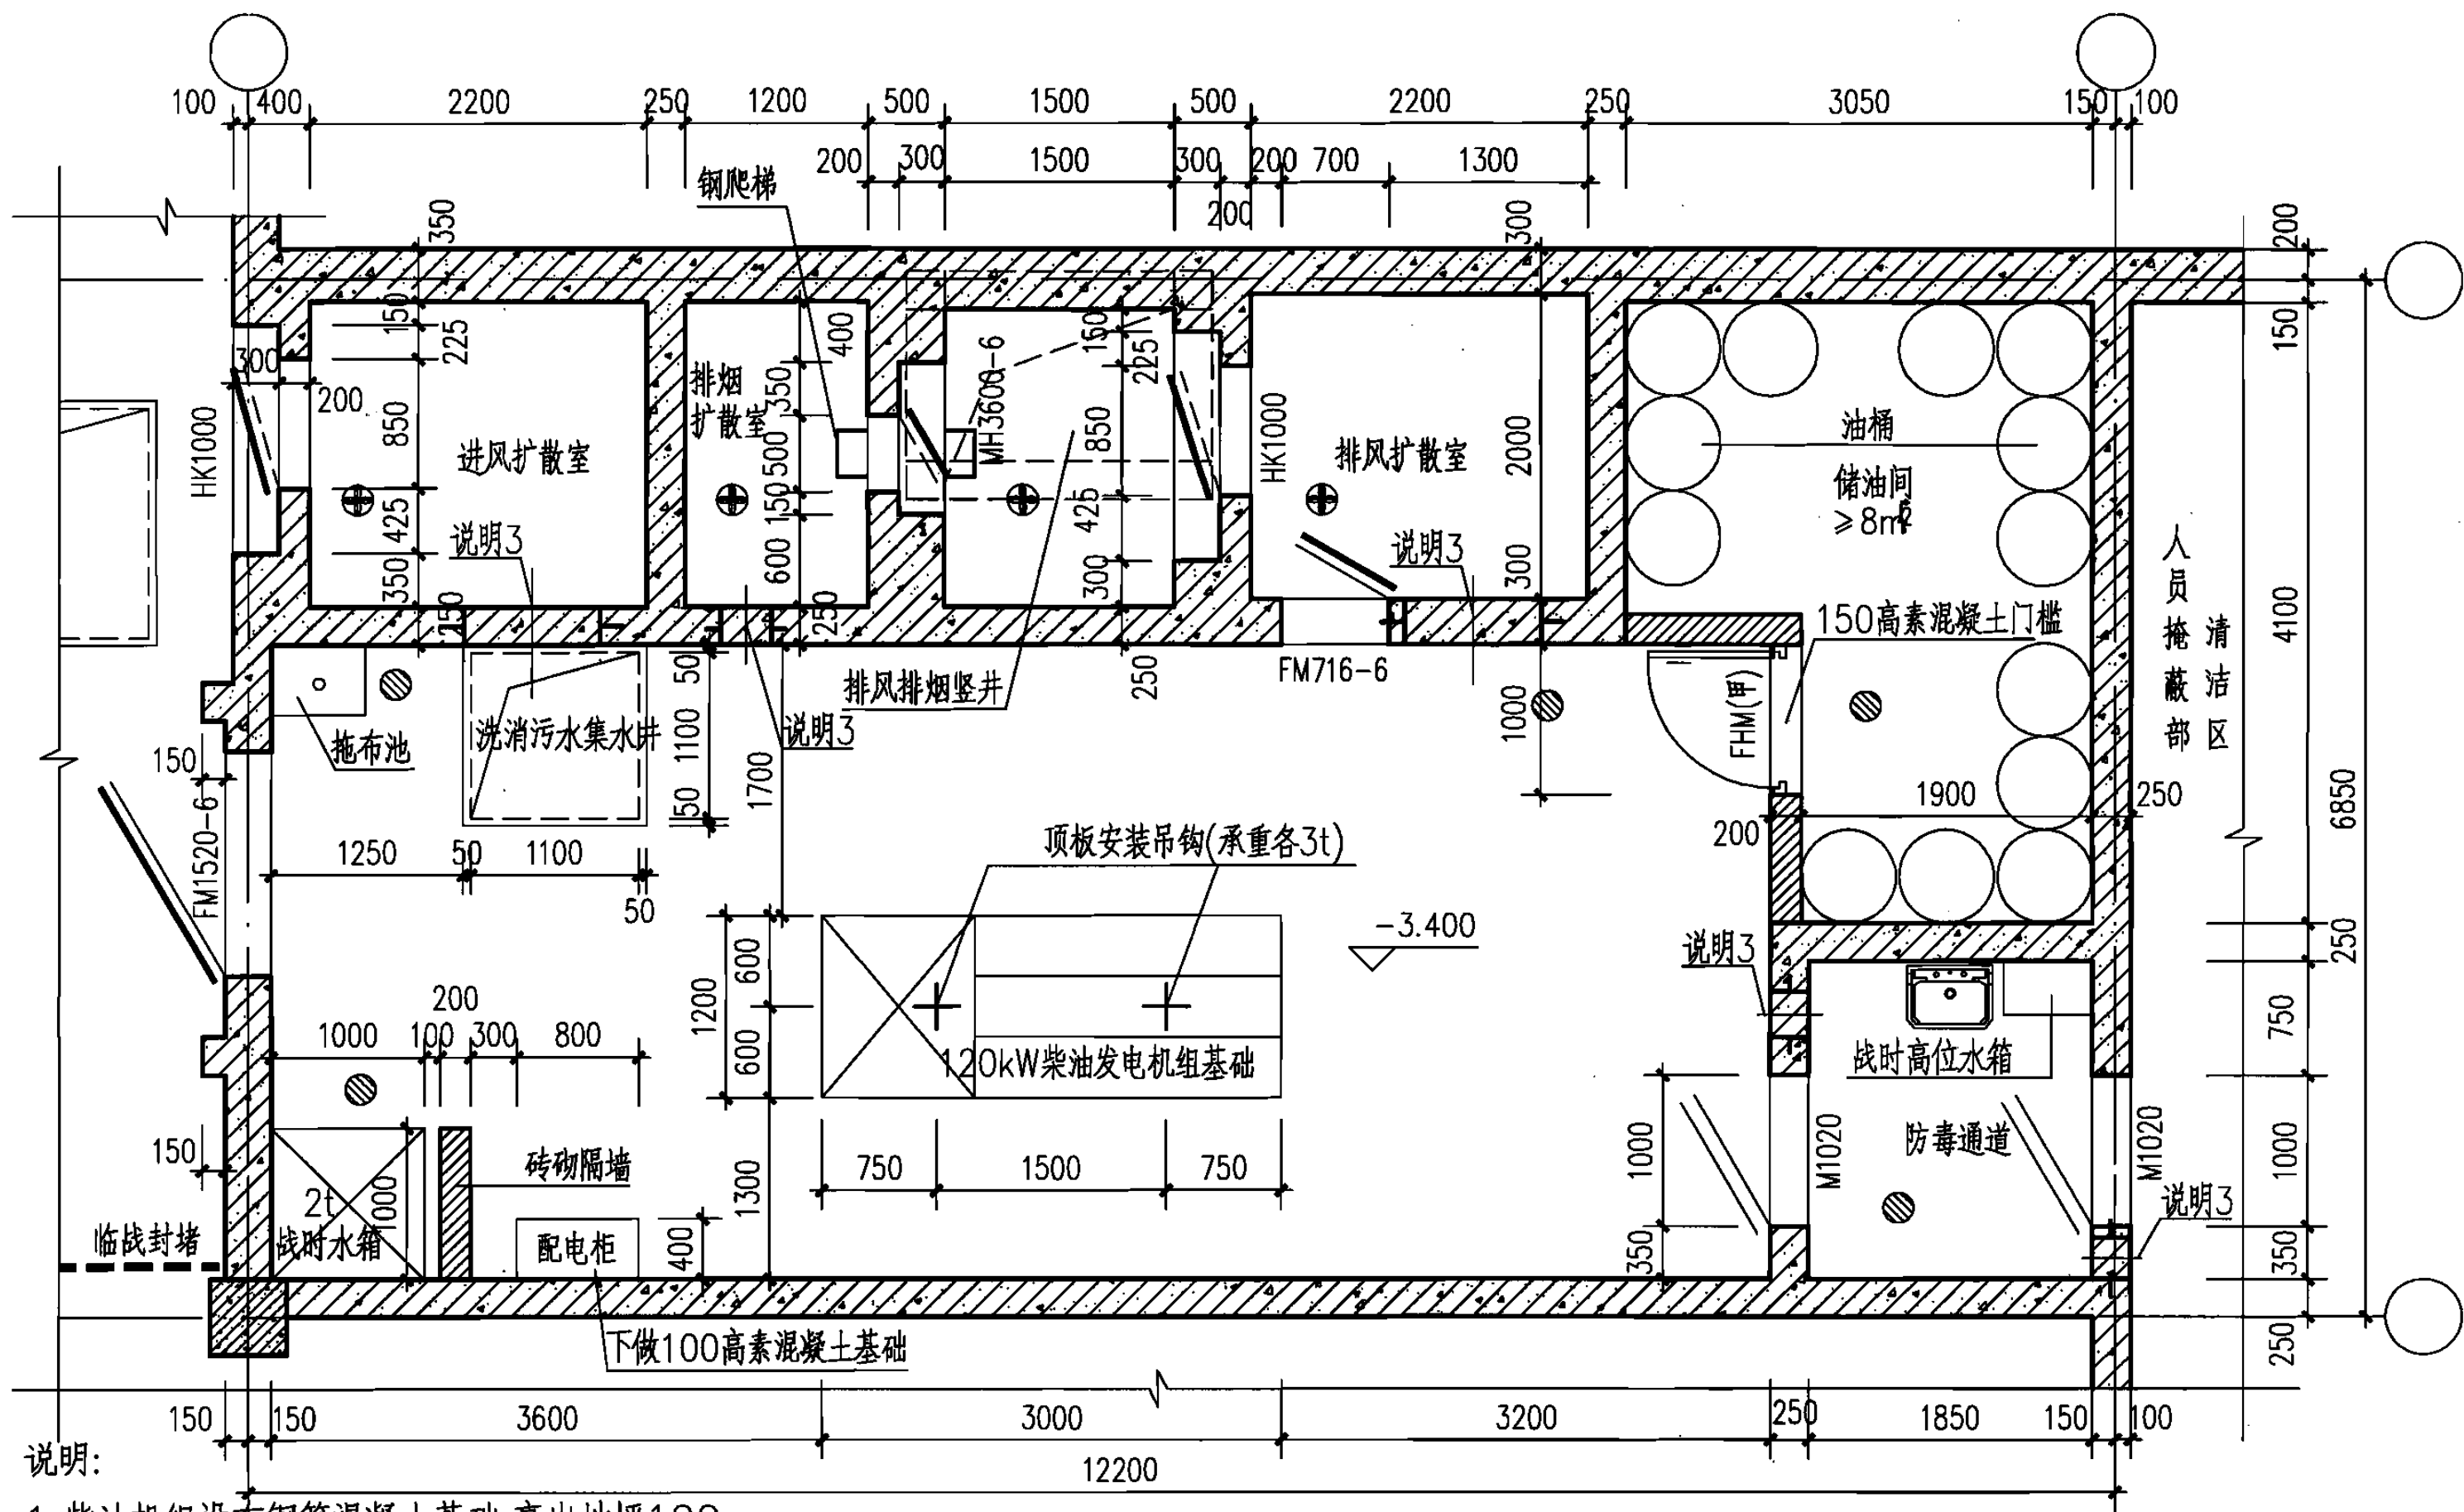 100 400 2200 250 1200 500 1500 500 2200 250 3050 150 100
200 300 1500 300 200 700 1300
200
钢爬梯
350
300
200
150
225
300
200
HK1000
850
425
350
250
进风扩散室
说明3
排烟
扩散室
400
350
500
150
600
250
MH3600-6
150
225
850
425
300
250
HK1000
排风扩散室
说明3
2000
300
油桶
储油间
≥8m²
150
4100
人员掩蔽部
清洁区
150高素混凝土门槛
FM716-6
1000
FHM(甲)
排风排烟竖井
说明3
拖布池
洗消污水集水井
50
1100
50
1700
150
FM1520-6
1250 50 1100
50
1900 250
200
6850
顶板安装吊钩(承重各3t)
-3.400
说明3
250
200
1000 100 300 800
1200
600
600
120kW柴油发电机组基础
战时高位水箱
750
150
砖砌隔墙
1300
750 1500 750
1000
M1020
防毒通道
M1020
1000
2t
战时水箱
1000
配电柜
400
临战封堵
350
说明3
350
下做100高素混凝土基础
250
150 150 3600 3000 3200 250 1850 150 100
说明:
12200